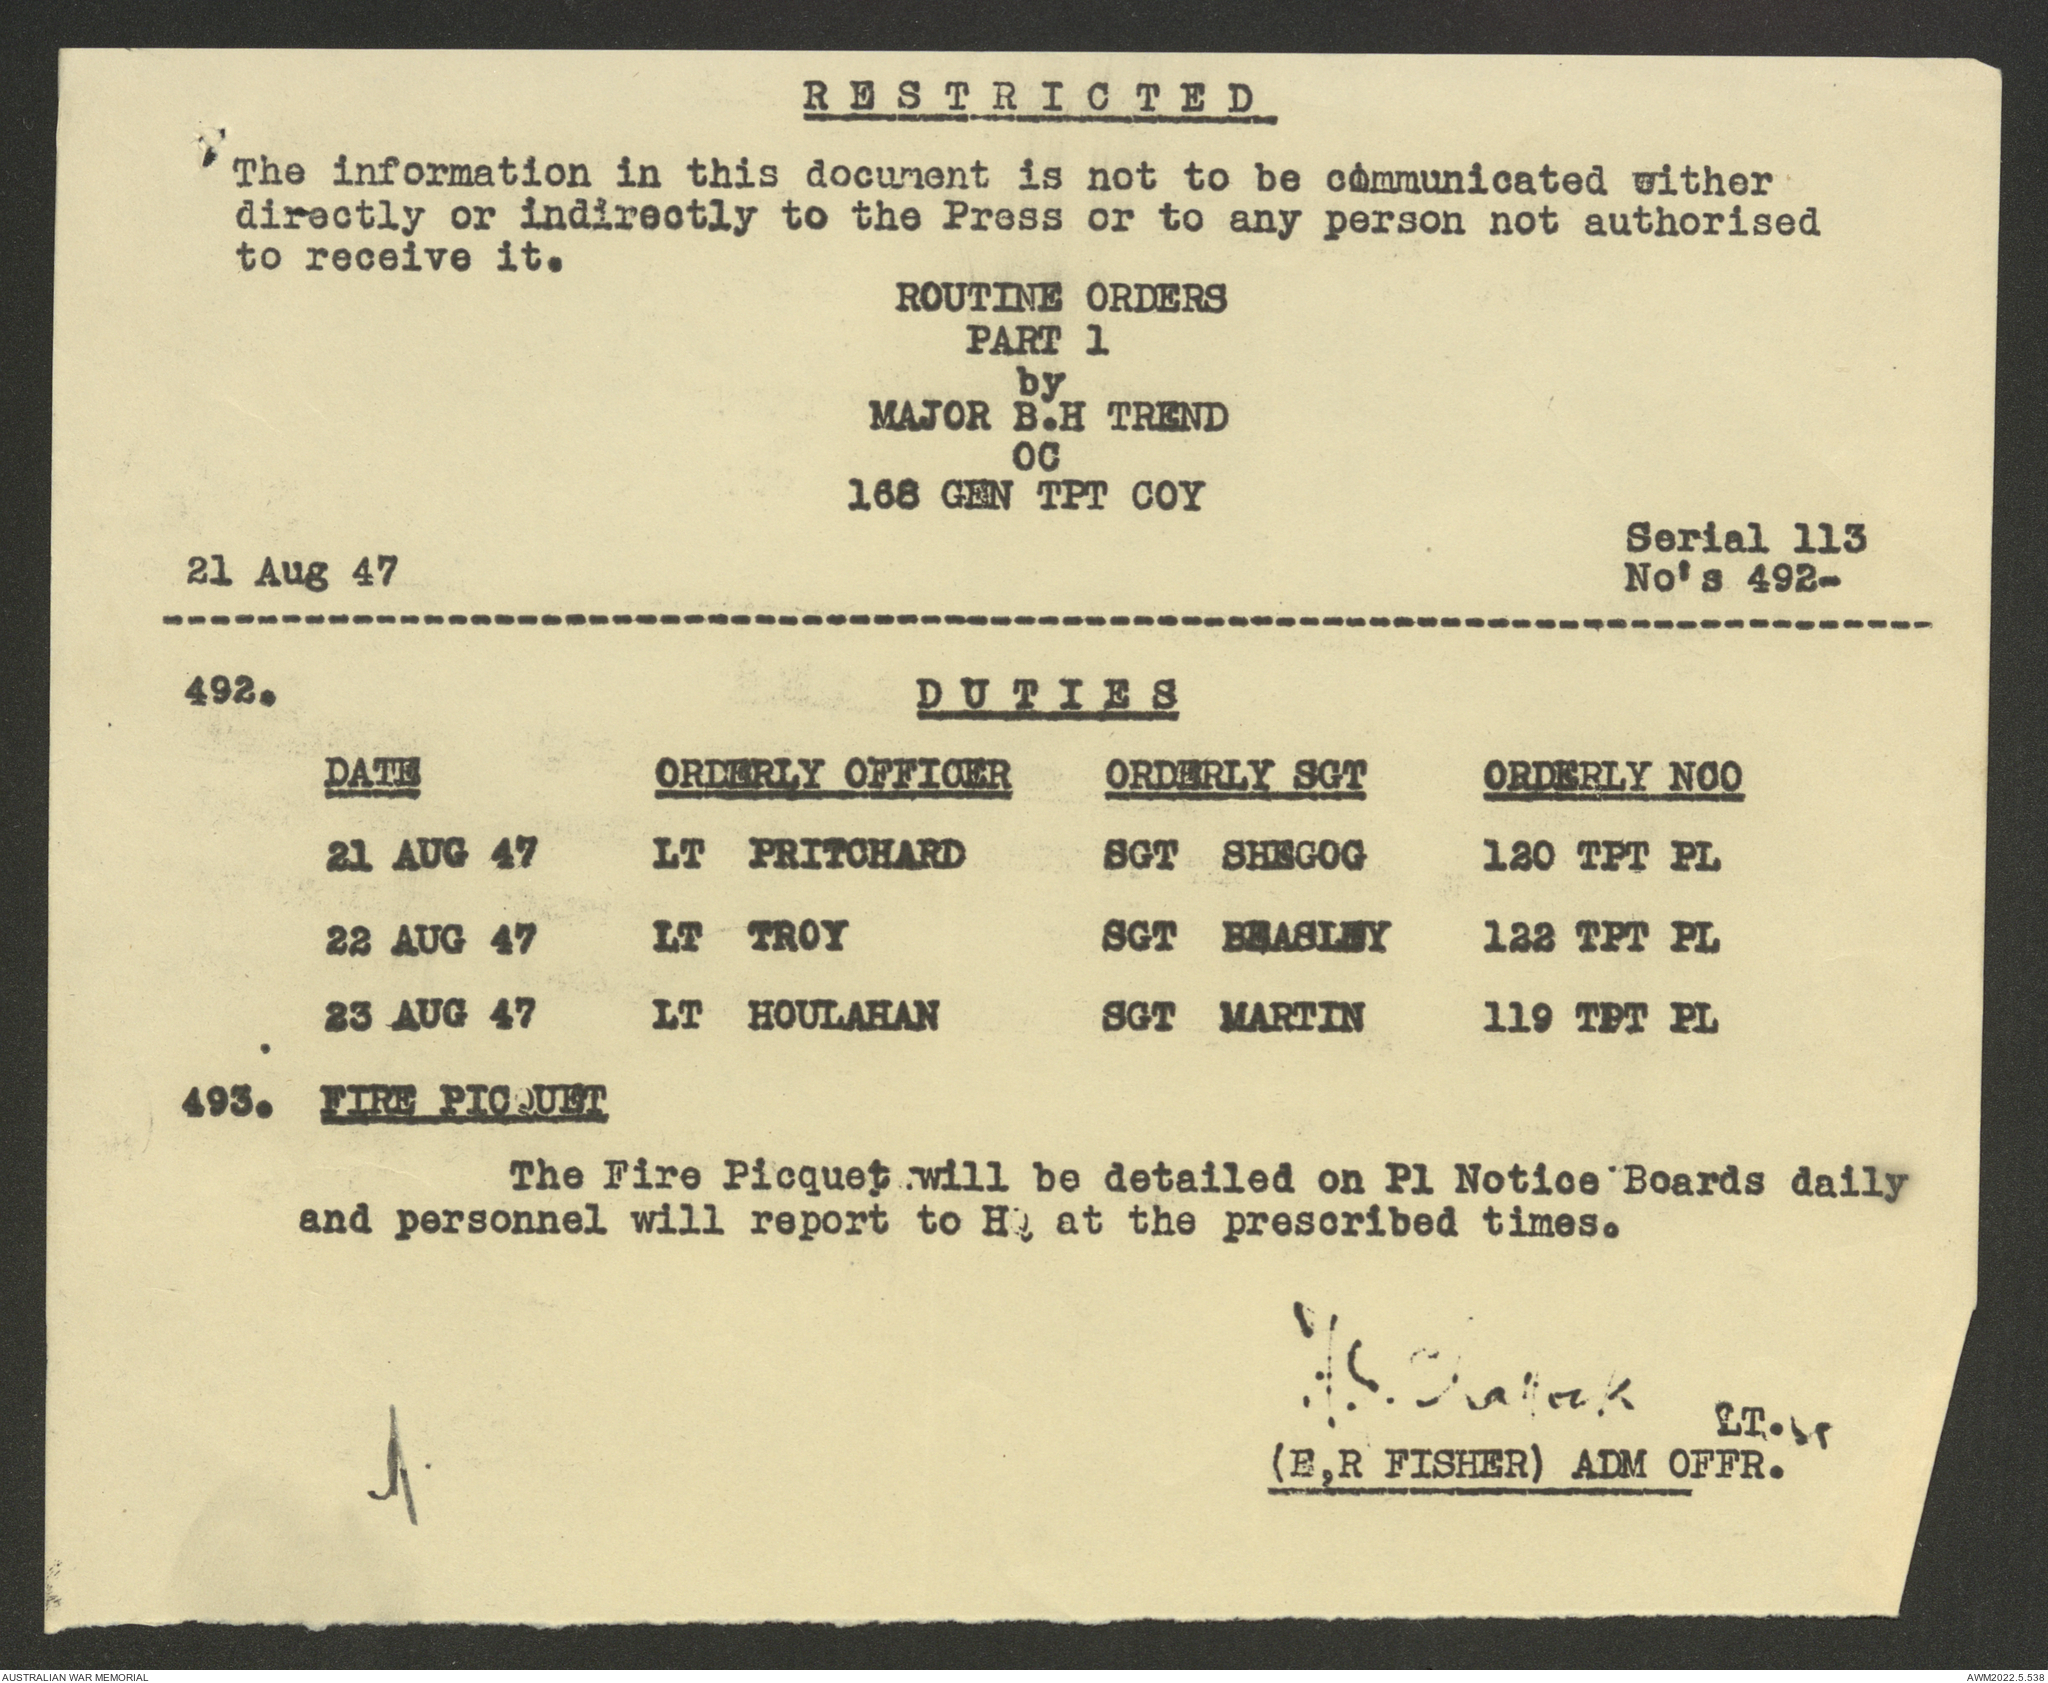 R E S T R I C T E D
The information in this document is not to be communicated either
directly or indirectly to the Press or to any person not authorised
to receive it.
ROUTINE ORDERS
PART 1
by
MAJOR B.H TREND
OC
168 GEN TPT COY
Serial 113
21 Aug 47
No's 492-
492.
D U T I E S
DATE ORDERLY OFFICER ORDERLY SGT ORDERLY NCO
21 AUG 47 LT PRITCHARD SGT SHEGOG 120 TPT PL
22 AUG 47 LT TROY SGT BEASLEY 122 TPT PL
23 AUG 47 LT HOULAHAN SGT MARTIN 119 TPT PL
493. FIRE PICQUET
The Fire Picquet will be detailed on Pl Notice Boards daily
and personnel will report to HQ at the prescribed times.
LT.
(E,R FISHER) ADM OFFR.
AUSTRALIAN WAR MEMORIAL
AWM2022.5.538